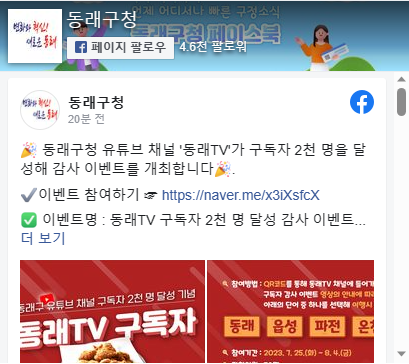 언제 어디서나 빠른 구정소식
동래구청 페이스북
변화와 혁신!
새로운 동래
동래구청
페이지 팔로우
4.6천 팔로워
변화와 혁신!
새로운 동래
동래구청
20분 전
🎉 동래구청 유튜브 채널 '동래TV'가 구독자 2천 명을 달
성해 감사 이벤트를 개최합니다🎉.
✔이벤트 참여하기 ☞ https://naver.me/x3iXsfcX
✅ 이벤트명 : 동래TV 구독자 2천 명 달성 감사 이벤트...
더 보기
동래구 유튜브 채널 구독자 2천 명 달성 기념
동래TV 구독자
참여방법 : QR코드를 통해 동래TV 채널에 들어가
구독자 감사 이벤트 영상의 안내에 따라
아래의 단어 중 하나를 선택해
동래 음성 파전 온천
참여기간 : 2023. 7. 25.(화) ~ 8. 4.(금)